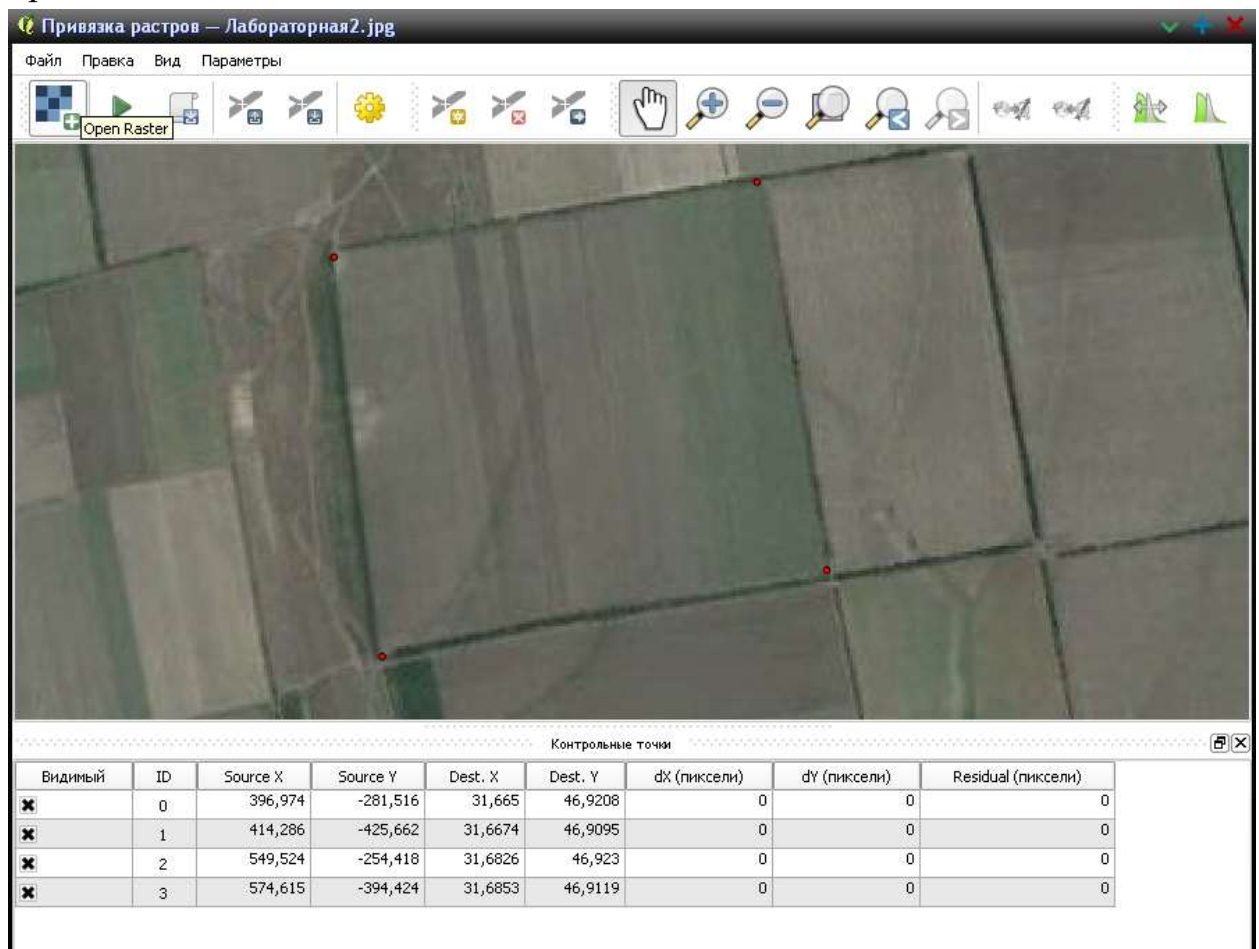 Привязка растров — Лабораторная2.jpg
Файл Правка Вид Параметры
Open Raster
Контрольные точки
Видимый ID Source X Source Y Dest. X Dest. Y dX (пиксели) dY (пиксели) Residual (пиксели)
0 396,974 -281,516 31,665 46,9208 0 0 0
1 414,286 -425,662 31,6674 46,9095 0 0 0
2 549,524 -254,418 31,6826 46,923 0 0 0
3 574,615 -394,424 31,6853 46,9119 0 0 0